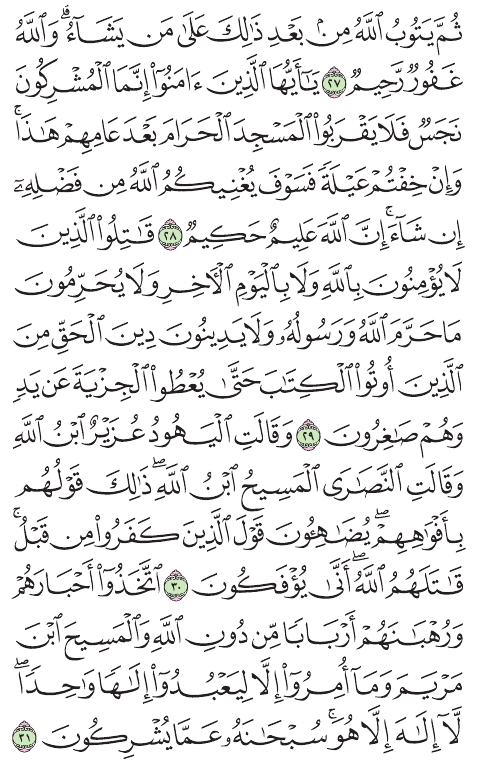 ثُمَّ يَتُوبُ ٱللَّهُ مِنۢ بَعْدِ ذَٰلِكَ عَلَىٰ مَن يَشَآءُ ۗ وَٱللَّهُ
غَفُورٌ رَّحِيمٌ ٢٧ يَـٰٓأَيُّهَا ٱلَّذِينَ ءَامَنُوٓا۟ إِنَّمَا ٱلْمُشْرِكُونَ
نَجَسٌ فَلَا يَقْرَبُوا۟ ٱلْمَسْجِدَ ٱلْحَرَامَ بَعْدَ عَامِهِمْ هَـٰذَا ۚ
وَإِنْ خِفْتُمْ عَيْلَةً فَسَوْفَ يُغْنِيكُمُ ٱللَّهُ مِن فَضْلِهِۦٓ
إِن شَآءَ ۚ إِنَّ ٱللَّهَ عَلِيمٌ حَكِيمٌ ٢٨ قَـٰتِلُوا۟ ٱلَّذِينَ
لَا يُؤْمِنُونَ بِٱللَّهِ وَلَا بِٱلْيَوْمِ ٱلْـَٔاخِرِ وَلَا يُحَرِّمُونَ
مَا حَرَّمَ ٱللَّهُ وَرَسُولُهُۥ وَلَا يَدِينُونَ دِينَ ٱلْحَقِّ مِنَ
ٱلَّذِينَ أُوتُوا۟ ٱلْكِتَـٰبَ حَتَّىٰ يُعْطُوا۟ ٱلْجِزْيَةَ عَن يَدٍ
وَهُمْ صَـٰغِرُونَ ٢٩ وَقَالَتِ ٱلْيَهُودُ عُزَيْرٌ ٱبْنُ ٱللَّهِ
وَقَالَتِ ٱلنَّصَـٰرَى ٱلْمَسِيحُ ٱبْنُ ٱللَّهِ ۖ ذَٰلِكَ قَوْلُهُم
بِأَفْوَٰهِهِمْ ۖ يُضَـٰهِـُٔونَ قَوْلَ ٱلَّذِينَ كَفَرُوا۟ مِن قَبْلُ ۚ
قَـٰتَلَهُمُ ٱللَّهُ ۖ أَنَّىٰ يُؤْفَكُونَ ٣٠ ٱتَّخَذُوٓا۟ أَحْبَارَهُمْ
وَرُهْبَـٰنَهُمْ أَرْبَابًا مِّن دُونِ ٱللَّهِ وَٱلْمَسِيحَ ٱبْنَ
مَرْيَمَ وَمَآ أُمِرُوٓا۟ إِلَّا لِيَعْبُدُوٓا۟ إِلَـٰهًا وَٰحِدًا ۖ
لَّآ إِلَـٰهَ إِلَّا هُوَ ۚ سُبْحَـٰنَهُۥ عَمَّا يُشْرِكُونَ ٣١